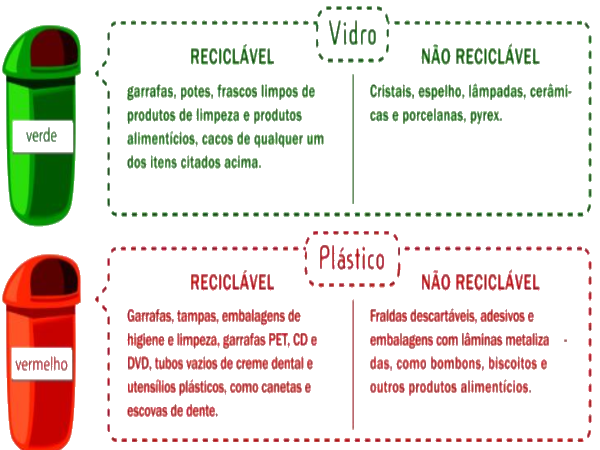 Vidro
verde
RECICLÁVEL
garrafas, potes, frascos limpos de
produtos de limpeza e produtos
alimentícios, cacos de qualquer um
dos itens citados acima.
NÃO RECICLÁVEL
Cristais, espelho, lâmpadas, cerâmi-
cas e porcelanas, pyrex.
Plástico
vermelho
RECICLÁVEL
Garrafas, tampas, embalagens de
higiene e limpeza, garrafas PET, CD e
DVD, tubos vazios de creme dental e
utensílios plásticos, como canetas e
escovas de dente.
NÃO RECICLÁVEL
Fraldas descartáveis, adesivos e
embalagens com lâminas metaliza -
das, como bombons, biscoitos e
outros produtos alimentícios.